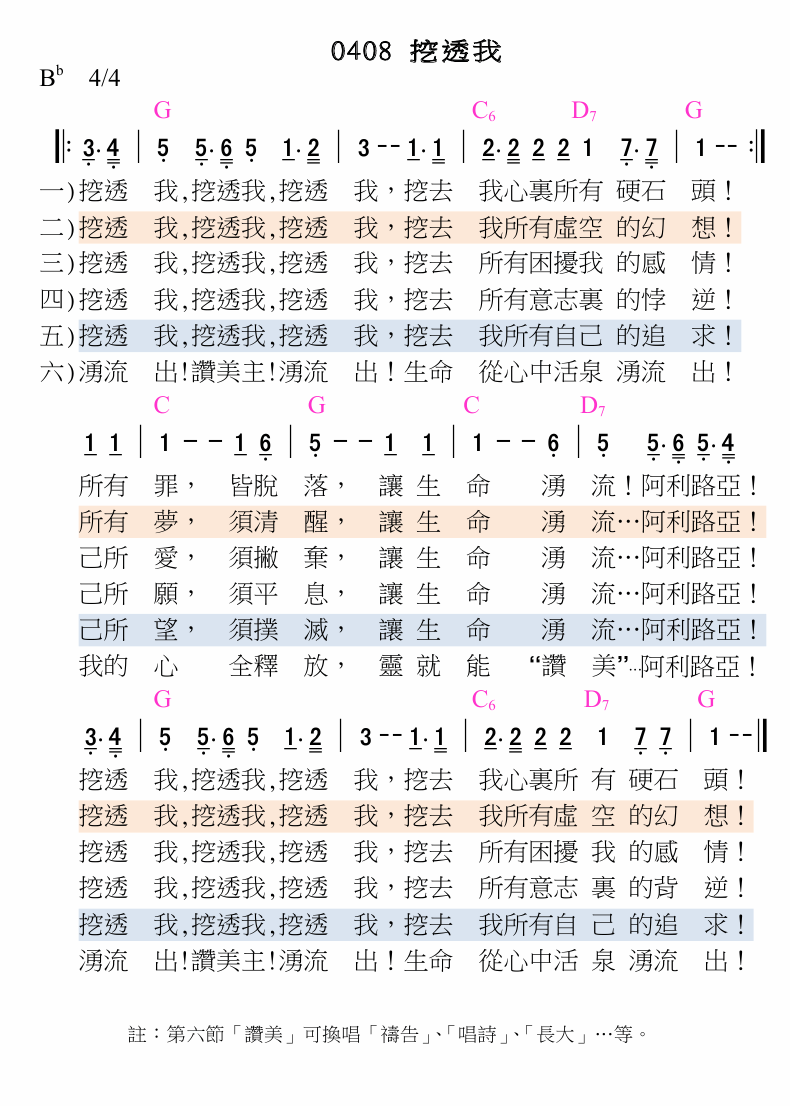 0408 挖透我
B♭ 4/4
G C6 D7 G
3· 4 | 5 5· 6 5 1· 2 | 3 -- 1· 1 | 2· 2 2 2 1 7· 7 | 1 -- :|
一)挖透 我,挖透我,挖透 我，挖去 我心裏所有 硬石 頭！
二)挖透 我,挖透我,挖透 我，挖去 我所有虛空 的幻 想！
三)挖透 我,挖透我,挖透 我，挖去 所有困擾我 的感 情！
四)挖透 我,挖透我,挖透 我，挖去 所有意志裏 的悖 逆！
五)挖透 我,挖透我,挖透 我，挖去 我所有自己 的追 求！
六)湧流 出!讚美主!湧流 出！生命 從心中活泉 湧流 出！
C G C D7
1 1 | 1 - - 1 6 | 5 - - 1 1 | 1 - - 6 | 5 5· 6 5· 4
所有 罪， 皆脫 落， 讓 生 命 湧 流！阿利路亞！
所有 夢， 須清 醒， 讓 生 命 湧 流…阿利路亞！
己所 愛， 須撇 棄， 讓 生 命 湧 流…阿利路亞！
己所 願， 須平 息， 讓 生 命 湧 流…阿利路亞！
己所 望， 須撲 滅， 讓 生 命 湧 流…阿利路亞！
我的 心 全釋 放， 靈 就 能 “讚 美”…阿利路亞！
G C6 D7 G
3· 4 | 5 5· 6 5 1· 2 | 3 -- 1· 1 | 2· 2 2 2 1 7 7 | 1 -- ‖
挖透 我,挖透我,挖透 我，挖去 我心裏所 有 硬石 頭！
挖透 我,挖透我,挖透 我，挖去 我所有虛 空 的幻 想！
挖透 我,挖透我,挖透 我，挖去 所有困擾 我 的感 情！
挖透 我,挖透我,挖透 我，挖去 所有意志 裏 的背 逆！
挖透 我,挖透我,挖透 我，挖去 我所有自 己 的追 求！
湧流 出!讚美主!湧流 出！生命 從心中活 泉 湧流 出！
註：第六節「讚美」可換唱「禱告」、「唱詩」、「長大」…等。